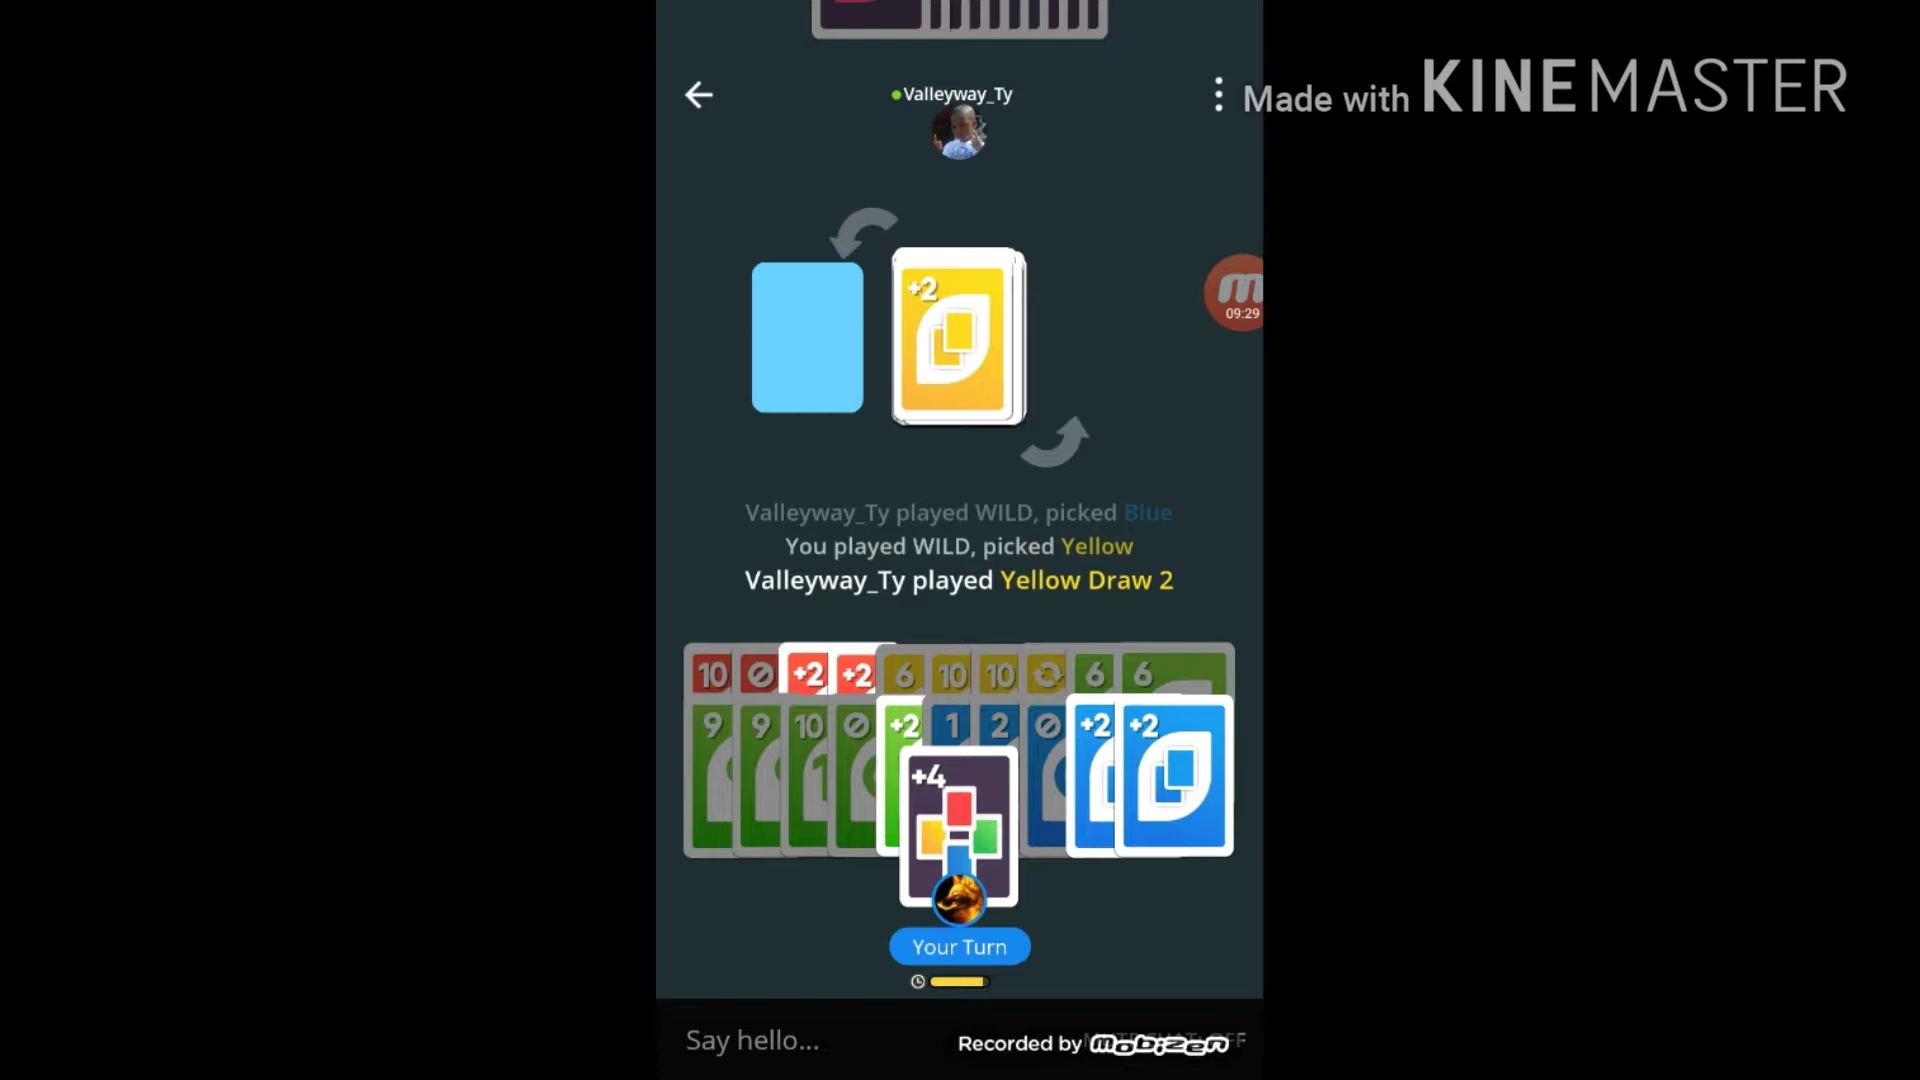 Valleyway_Ty
Made with KINEMASTER
+2
m
09:29
Valleyway_Ty played WILD, picked Blue
You played WILD, picked Yellow
Valleyway_Ty played Yellow Draw 2
10 +2 +2 6 10 10 6 6
9 9 10 +2 1 2 +2 +2
+4
Your Turn
Say hello...
Recorded by mobizen